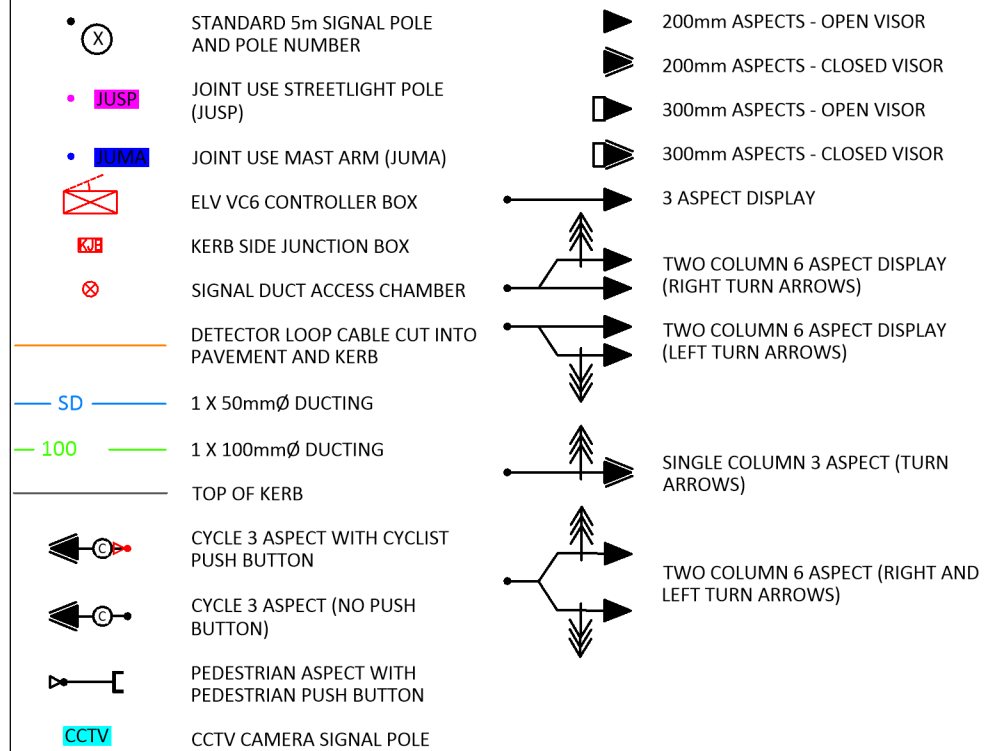 X
STANDARD 5m SIGNAL POLE
AND POLE NUMBER
JUSP
JOINT USE STREETLIGHT POLE
(JUSP)
JUMA
JOINT USE MAST ARM (JUMA)
ELV VC6 CONTROLLER BOX
KJB
KERB SIDE JUNCTION BOX
SIGNAL DUCT ACCESS CHAMBER
DETECTOR LOOP CABLE CUT INTO
PAVEMENT AND KERB
SD
1 X 50mmØ DUCTING
100
1 X 100mmØ DUCTING
TOP OF KERB
C
CYCLE 3 ASPECT WITH CYCLIST
PUSH BUTTON
C
CYCLE 3 ASPECT (NO PUSH
BUTTON)
PEDESTRIAN ASPECT WITH
PEDESTRIAN PUSH BUTTON
CCTV
CCTV CAMERA SIGNAL POLE
200mm ASPECTS - OPEN VISOR
200mm ASPECTS - CLOSED VISOR
300mm ASPECTS - OPEN VISOR
300mm ASPECTS - CLOSED VISOR
3 ASPECT DISPLAY
TWO COLUMN 6 ASPECT DISPLAY
(RIGHT TURN ARROWS)
TWO COLUMN 6 ASPECT DISPLAY
(LEFT TURN ARROWS)
SINGLE COLUMN 3 ASPECT (TURN
ARROWS)
TWO COLUMN 6 ASPECT (RIGHT AND
LEFT TURN ARROWS)